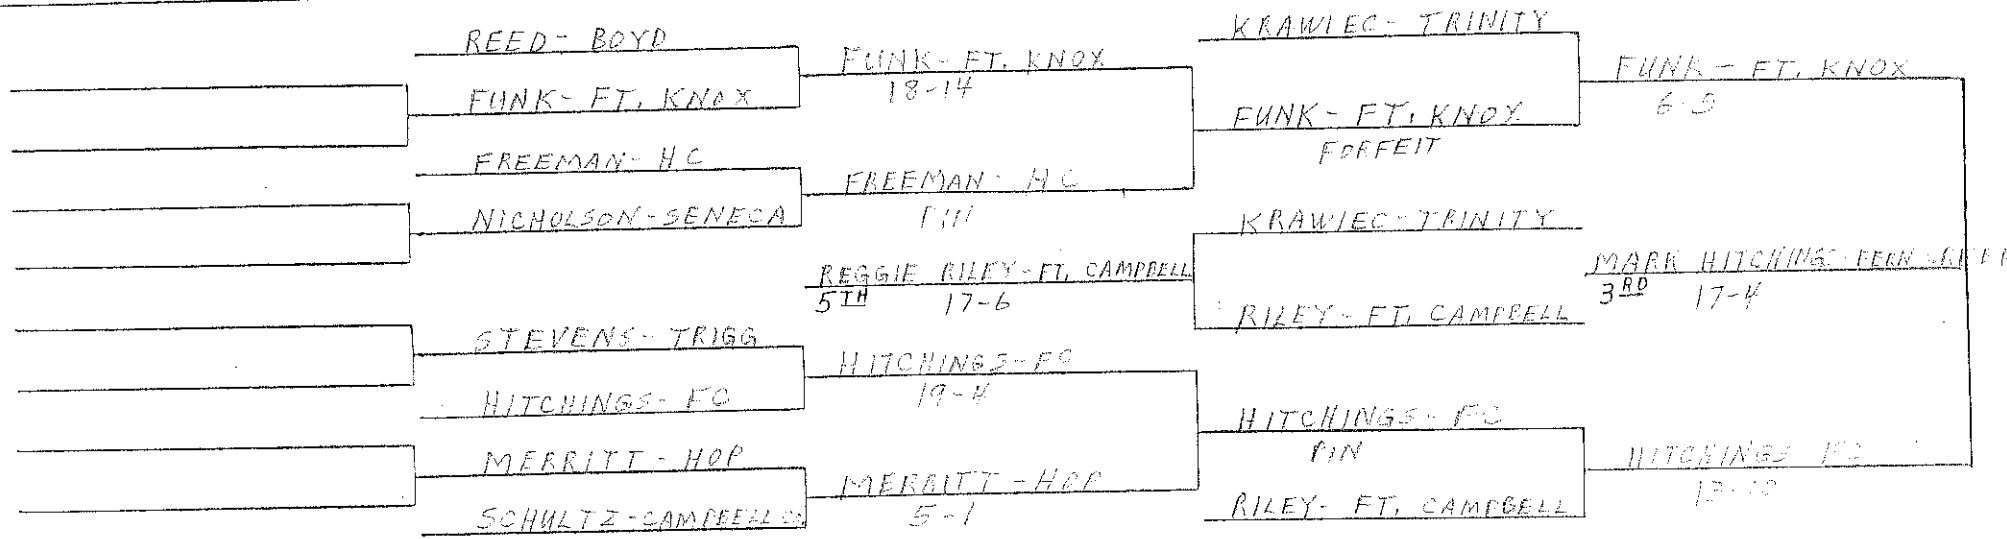 REED - BOYD
FUNK - FT. KNOX
FREEMAN - HC
NICHOLSON - SENECA
STEVENS - TRIGG
HITCHINGS - FC
MERRITT - HOP
SCHULTZ - CAMPBELL CO
FUNK - FT. KNOX
18-14
FREEMAN - HC
PIN
REGGIE RILEY - FT. CAMPBELL
5TH 17-6
HITCHINGS - FC
19-4
MERRITT - HOP
5-1
KRAWIEC - TRINITY
FUNK - FT. KNOX
FORFEIT
KRAWIEC - TRINITY
RILEY - FT. CAMPBELL
HITCHINGS - FC
PIN
RILEY - FT. CAMPBELL
FUNK - FT. KNOX
MARK HITCHINGS - FERN
3RD 17-4
HITCHINGS FC